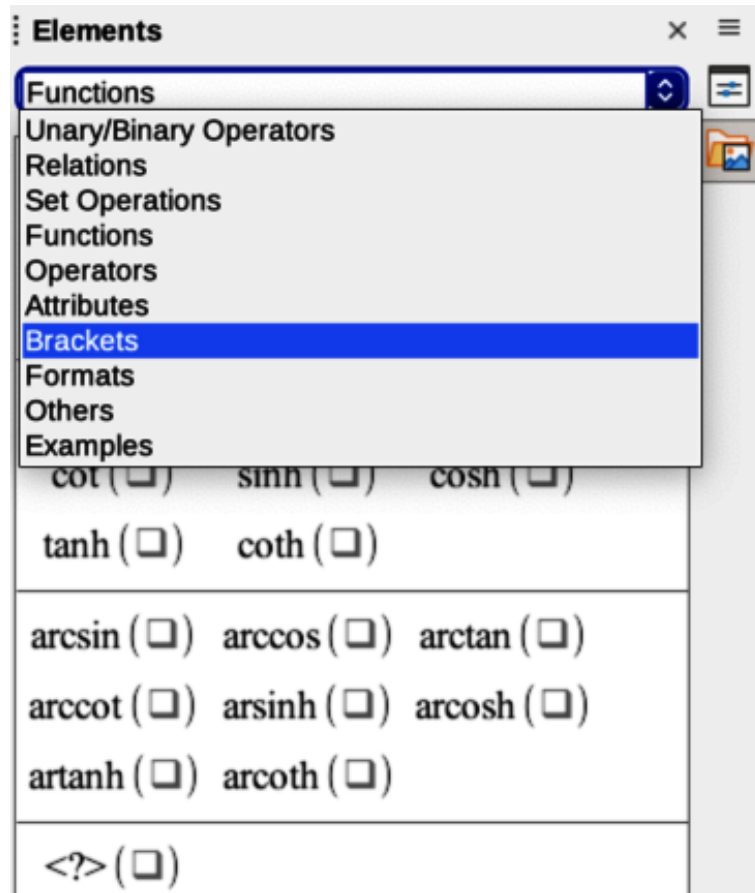 Elements
Functions
Unary/Binary Operators
Relations
Set Operations
Functions
Operators
Attributes
Brackets
Formats
Others
Examples
cot (❑) sinh (❑) cosh (❑)
tanh (❑) coth (❑)
arcsin (❑) arccos (❑) arctan (❑)
arccot (❑) arsinh (❑) arcosh (❑)
artanh (❑) arcoth (❑)
<?> (❑)